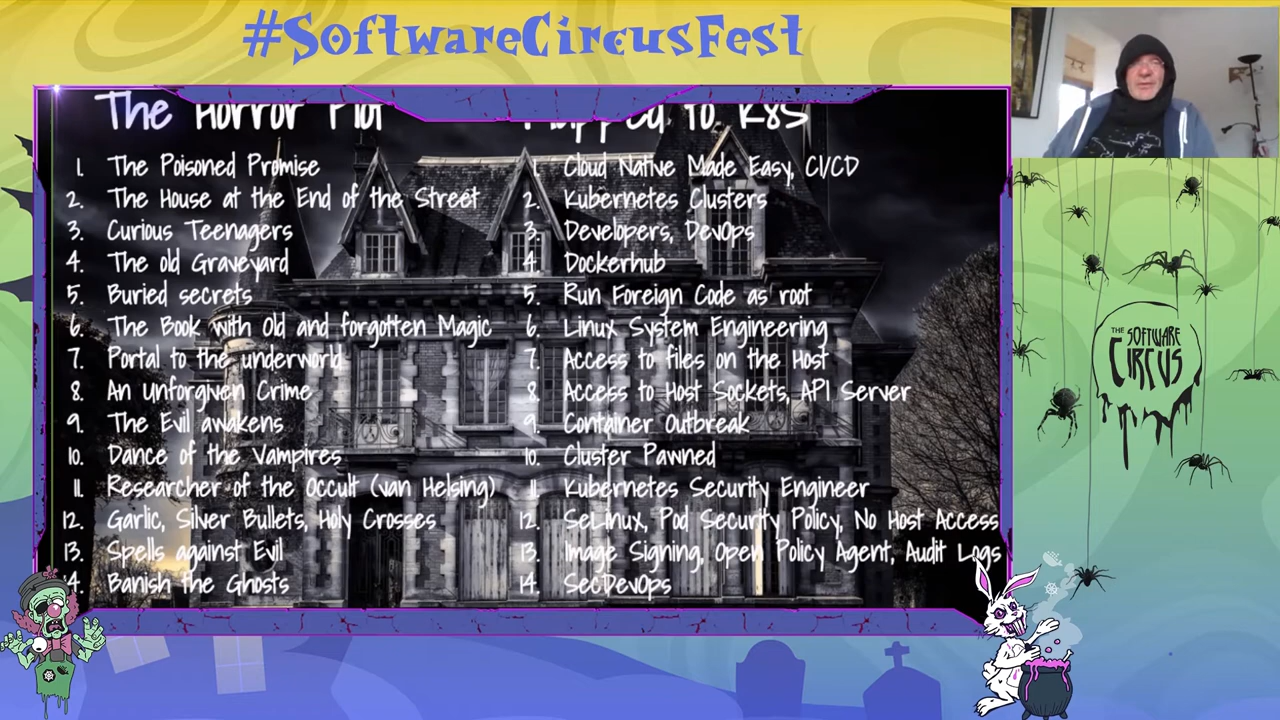 #SoftwareCircusFest
The Horror Plot
Mapped to K8S
1. The Poisoned Promise
2. The House at the End of the Street
3. Curious Teenagers
4. The old Graveyard
5. Buried secrets
6. The Book with Old and forgotten Magic
7. Portal to the underworld
8. An Unforgiven Crime
9. The Evil awakens
10. Dance of the Vampires
11. Researcher of the Occult (van Helsing)
12. Garlic, Silver Bullets, Holy Crosses
13. Spells against Evil
14. Banish the Ghosts
1. Cloud Native Made Easy, CI/CD
2. Kubernetes Clusters
3. Developers, DevOps
4. Dockerhub
5. Run Foreign Code as root
6. Linux System Engineering
7. Access to files on the Host
8. Access to Host Sockets, API Server
9. Container Outbreak
10. Cluster Pawned
11. Kubernetes Security Engineer
12. SeLinux, Pod Security Policy, No Host Access
13. Image Signing, Open Policy Agent, Audit Logs
14. SecDevOps
THE SOFTWARE
CIRCUS